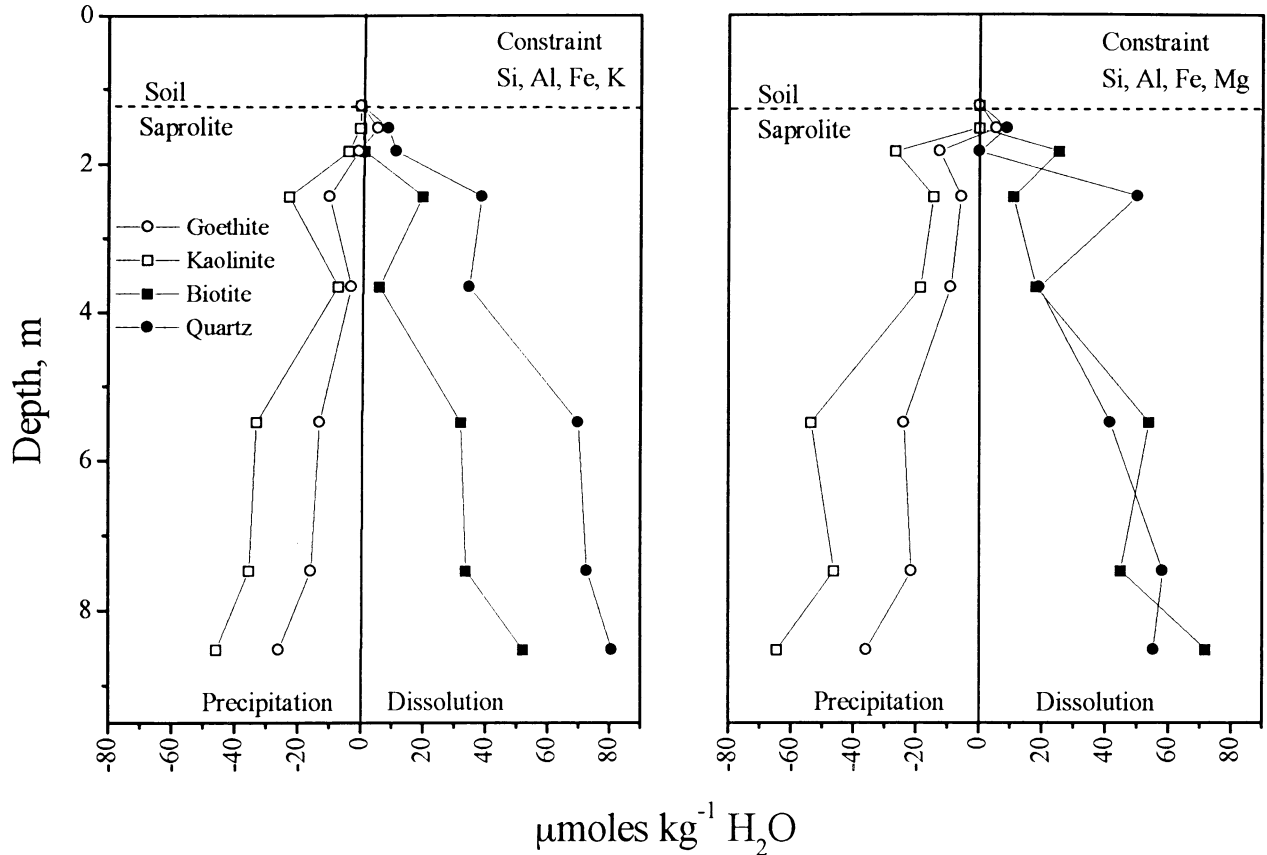 Constraint
Si, Al, Fe, K
Soil
Saprolite
Goethite
Kaolinite
Biotite
Quartz
Precipitation
Dissolution
0
2
4
6
8
Depth, m
-80
-60
-40
-20
0
20
40
60
80
Constraint
Si, Al, Fe, Mg
Soil
Saprolite
Precipitation
Dissolution
-80
-60
-40
-20
0
20
40
60
80
μmoles kg⁻¹ H₂O